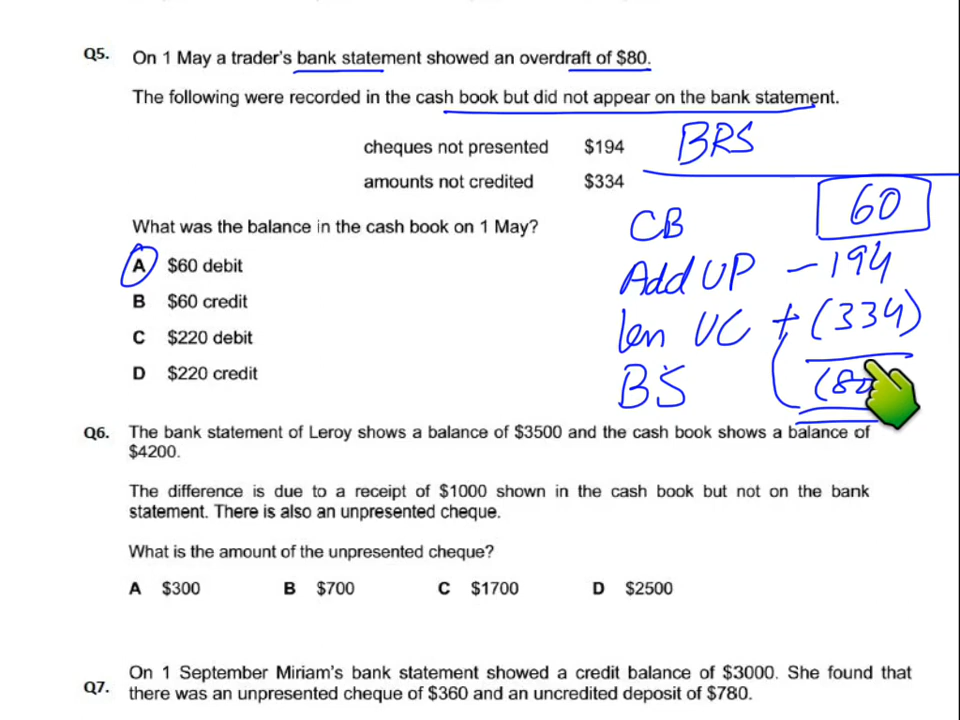 Q5. On 1 May a trader's bank statement showed an overdraft of $80.
The following were recorded in the cash book but did not appear on the bank statement.
cheques not presented $194
amounts not credited $334
What was the balance in the cash book on 1 May?
A $60 debit
B $60 credit
C $220 debit
D $220 credit
BRS
CB 60
Add UP – 194
len UC + (334)
BS (80
Q6. The bank statement of Leroy shows a balance of $3500 and the cash book shows a balance of
$4200.
The difference is due to a receipt of $1000 shown in the cash book but not on the bank
statement. There is also an unpresented cheque.
What is the amount of the unpresented cheque?
A $300 B $700 C $1700 D $2500
Q7. On 1 September Miriam's bank statement showed a credit balance of $3000. She found that
there was an unpresented cheque of $360 and an uncredited deposit of $780.